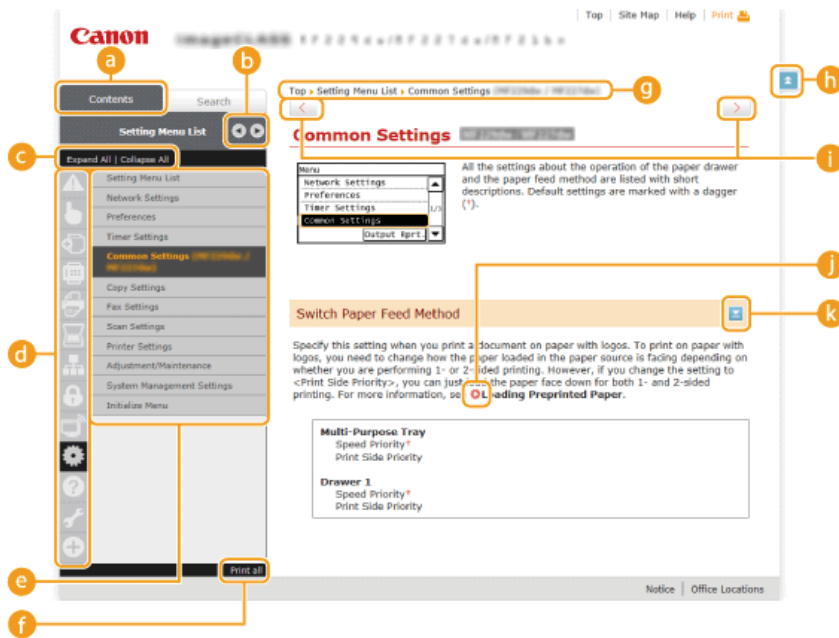 Top | Site Map | Help | Print
Canon
a
b
Contents
Search
Top ▸ Setting Menu List ▸ Common Settings
g
h
Setting Menu List
Common Settings
i
c
Expand All | Collapse All
Setting Menu List
Network Settings
Preferences
Timer Settings
Common Settings
Copy Settings
Fax Settings
Scan Settings
Printer Settings
Adjustment/Maintenance
System Management Settings
Initialize Menu
d
e
Print all
f
Menu
Network Settings
Preferences
Timer Settings
1/3
Common Settings
Output Rprt.
All the settings about the operation of the paper drawer
and the paper feed method are listed with short
descriptions. Default settings are marked with a dagger
(†).
j
Switch Paper Feed Method
k
Specify this setting when you print a document on paper with logos. To print on paper with
logos, you need to change how the paper loaded in the paper source is facing depending on
whether you are performing 1- or 2-sided printing. However, if you change the setting to
<Print Side Priority>, you can just load the paper face down for both 1- and 2-sided
printing. For more information, see Loading Preprinted Paper.
Multi-Purpose Tray
Speed Priority†
Print Side Priority
Drawer 1
Speed Priority†
Print Side Priority
Notice | Office Locations